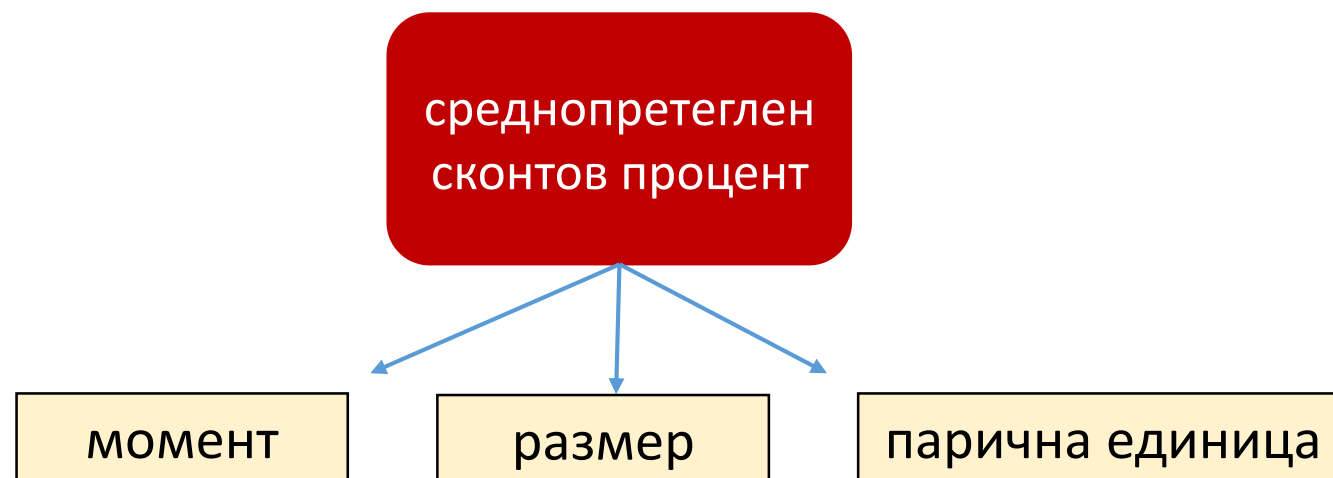 среднопретеглен
сконтов процент
момент
размер
парична единица